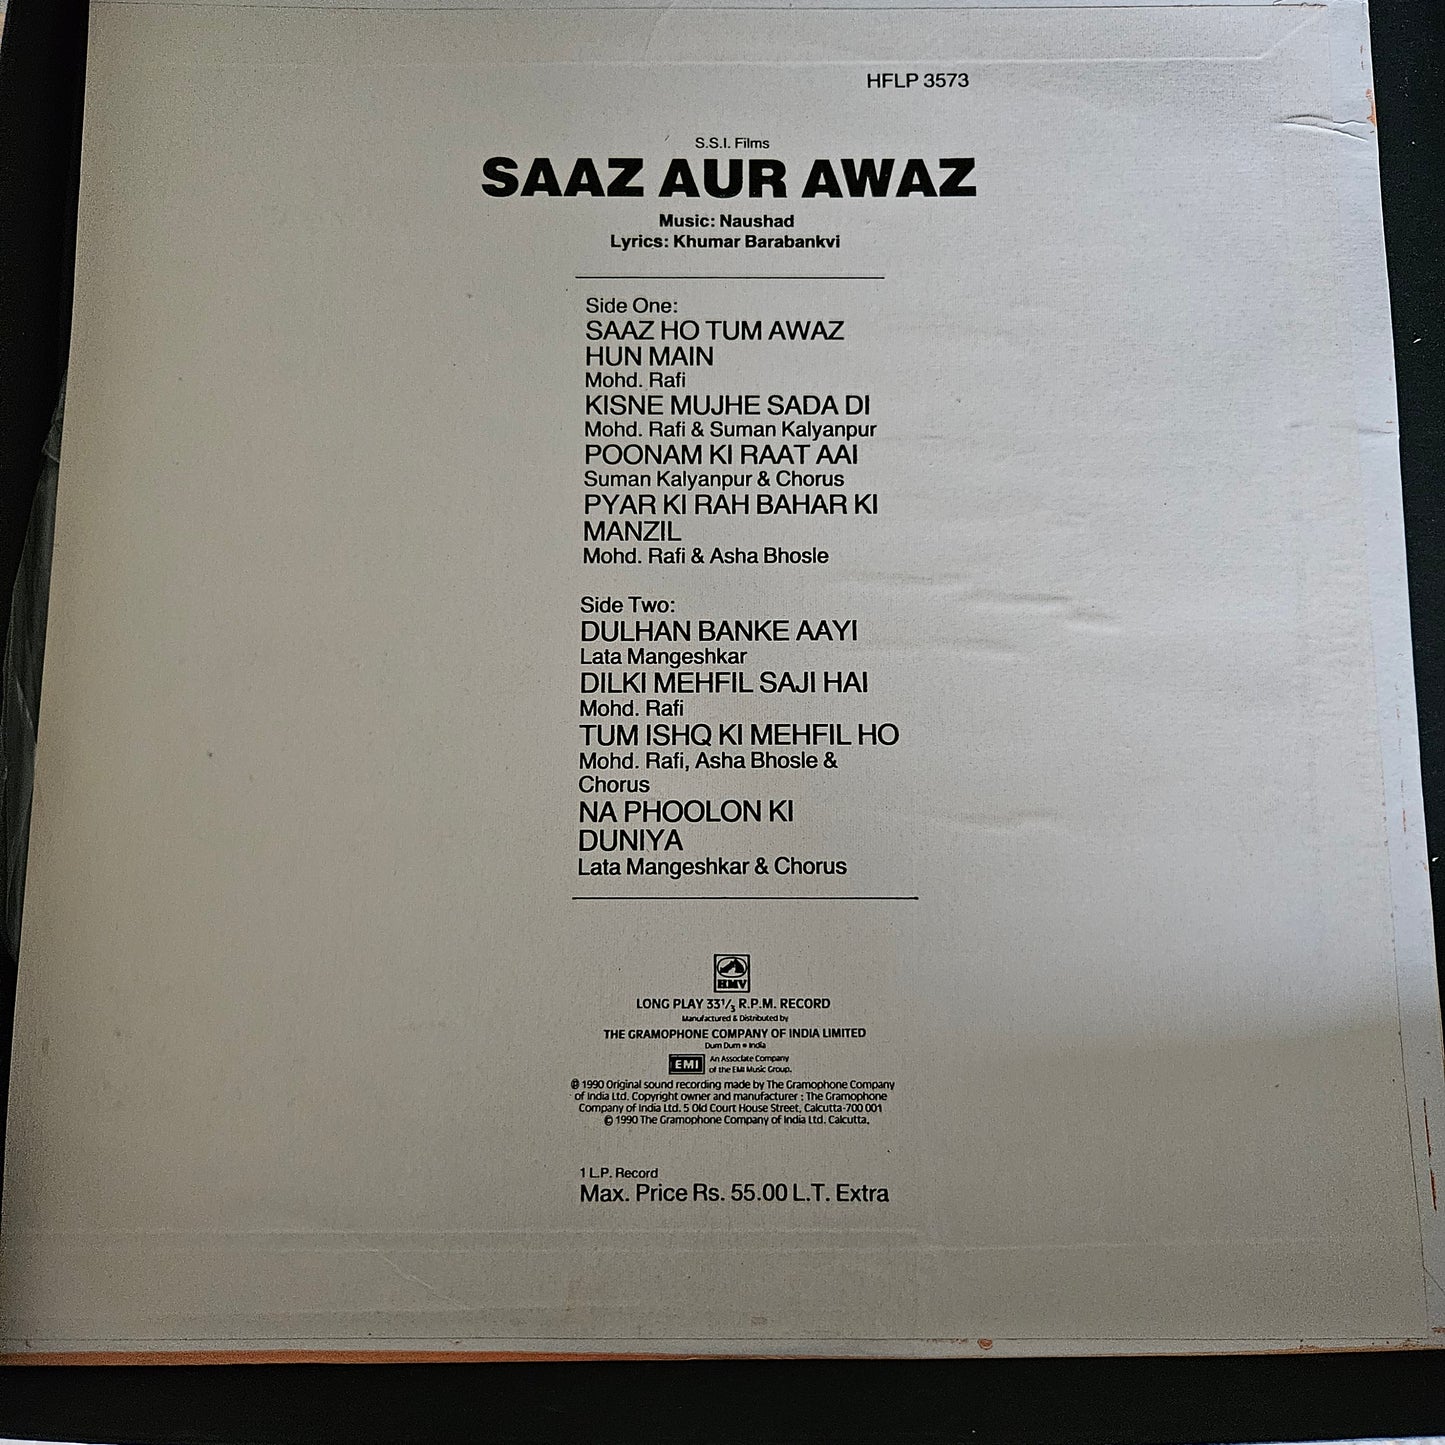 HFLP 3573
S.S.I. Films
SAAZ AUR AWAZ
Music: Naushad
Lyrics: Khumar Barabankvi
Side One:
SAAZ HO TUM AWAZ
HUN MAIN
Mohd. Rafi
KISNE MUJHE SADA DI
Mohd. Rafi & Suman Kalyanpur
POONAM KI RAAT AAI
Suman Kalyanpur & Chorus
PYAR KI RAH BAHAR KI
MANZIL
Mohd. Rafi & Asha Bhosle
Side Two:
DULHAN BANKE AAYI
Lata Mangeshkar
DILKI MEHFIL SAJI HAI
Mohd. Rafi
TUM ISHQ KI MEHFIL HO
Mohd. Rafi, Asha Bhosle &
Chorus
NA PHOOLON KI
DUNIYA
Lata Mangeshkar & Chorus
HMV
LONG PLAY 33⅓ R.P.M. RECORD
Manufactured & Distributed by
THE GRAMOPHONE COMPANY OF INDIA LIMITED
Dum Dum • India
EMI An Associate Company
of the EMI Music Group.
℗ 1990 Original sound recording made by The Gramophone Company
of India Ltd. Copyright owner and manufacturer : The Gramophone
Company of India Ltd. 5 Old Court House Street, Calcutta-700 001
© 1990 The Gramophone Company of India Ltd. Calcutta.
1 L.P. Record
Max. Price Rs. 55.00 L.T. Extra